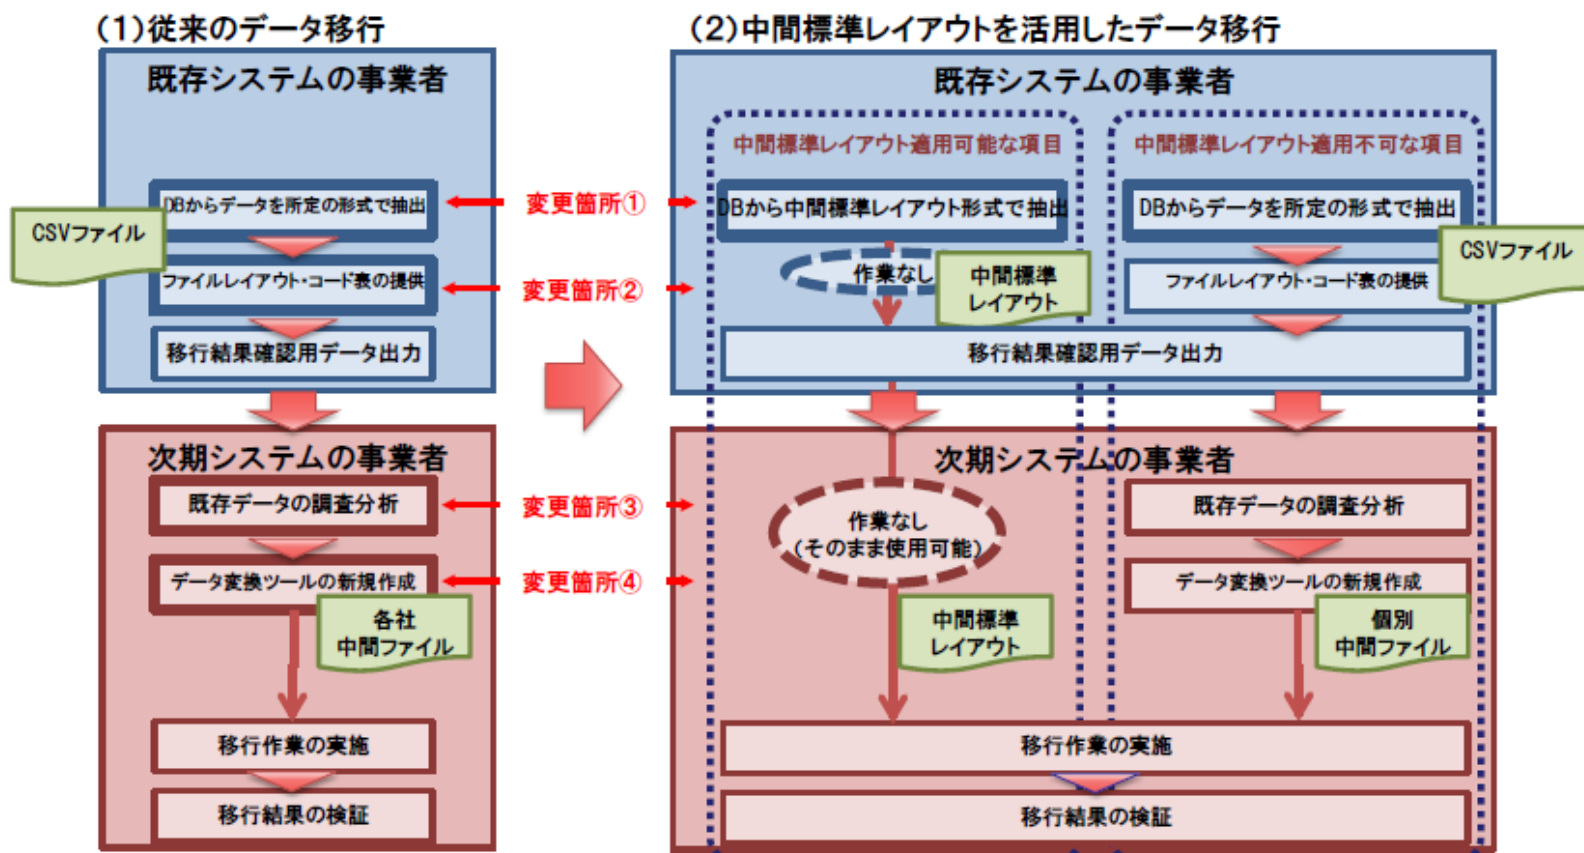 (1)従来のデータ移行
既存システムの事業者
DBからデータを所定の形式で抽出
CSVファイル
ファイルレイアウト・コード表の提供
移行結果確認用データ出力
次期システムの事業者
既存データの調査分析
データ変換ツールの新規作成
各社
中間ファイル
移行作業の実施
移行結果の検証
変更箇所①
変更箇所②
変更箇所③
変更箇所④
(2)中間標準レイアウトを活用したデータ移行
既存システムの事業者
中間標準レイアウト適用可能な項目
DBから中間標準レイアウト形式で抽出
作業なし
中間標準
レイアウト
中間標準レイアウト適用不可な項目
DBからデータを所定の形式で抽出
CSVファイル
ファイルレイアウト・コード表の提供
移行結果確認用データ出力
次期システムの事業者
作業なし
(そのまま使用可能)
中間標準
レイアウト
既存データの調査分析
データ変換ツールの新規作成
個別
中間ファイル
移行作業の実施
移行結果の検証